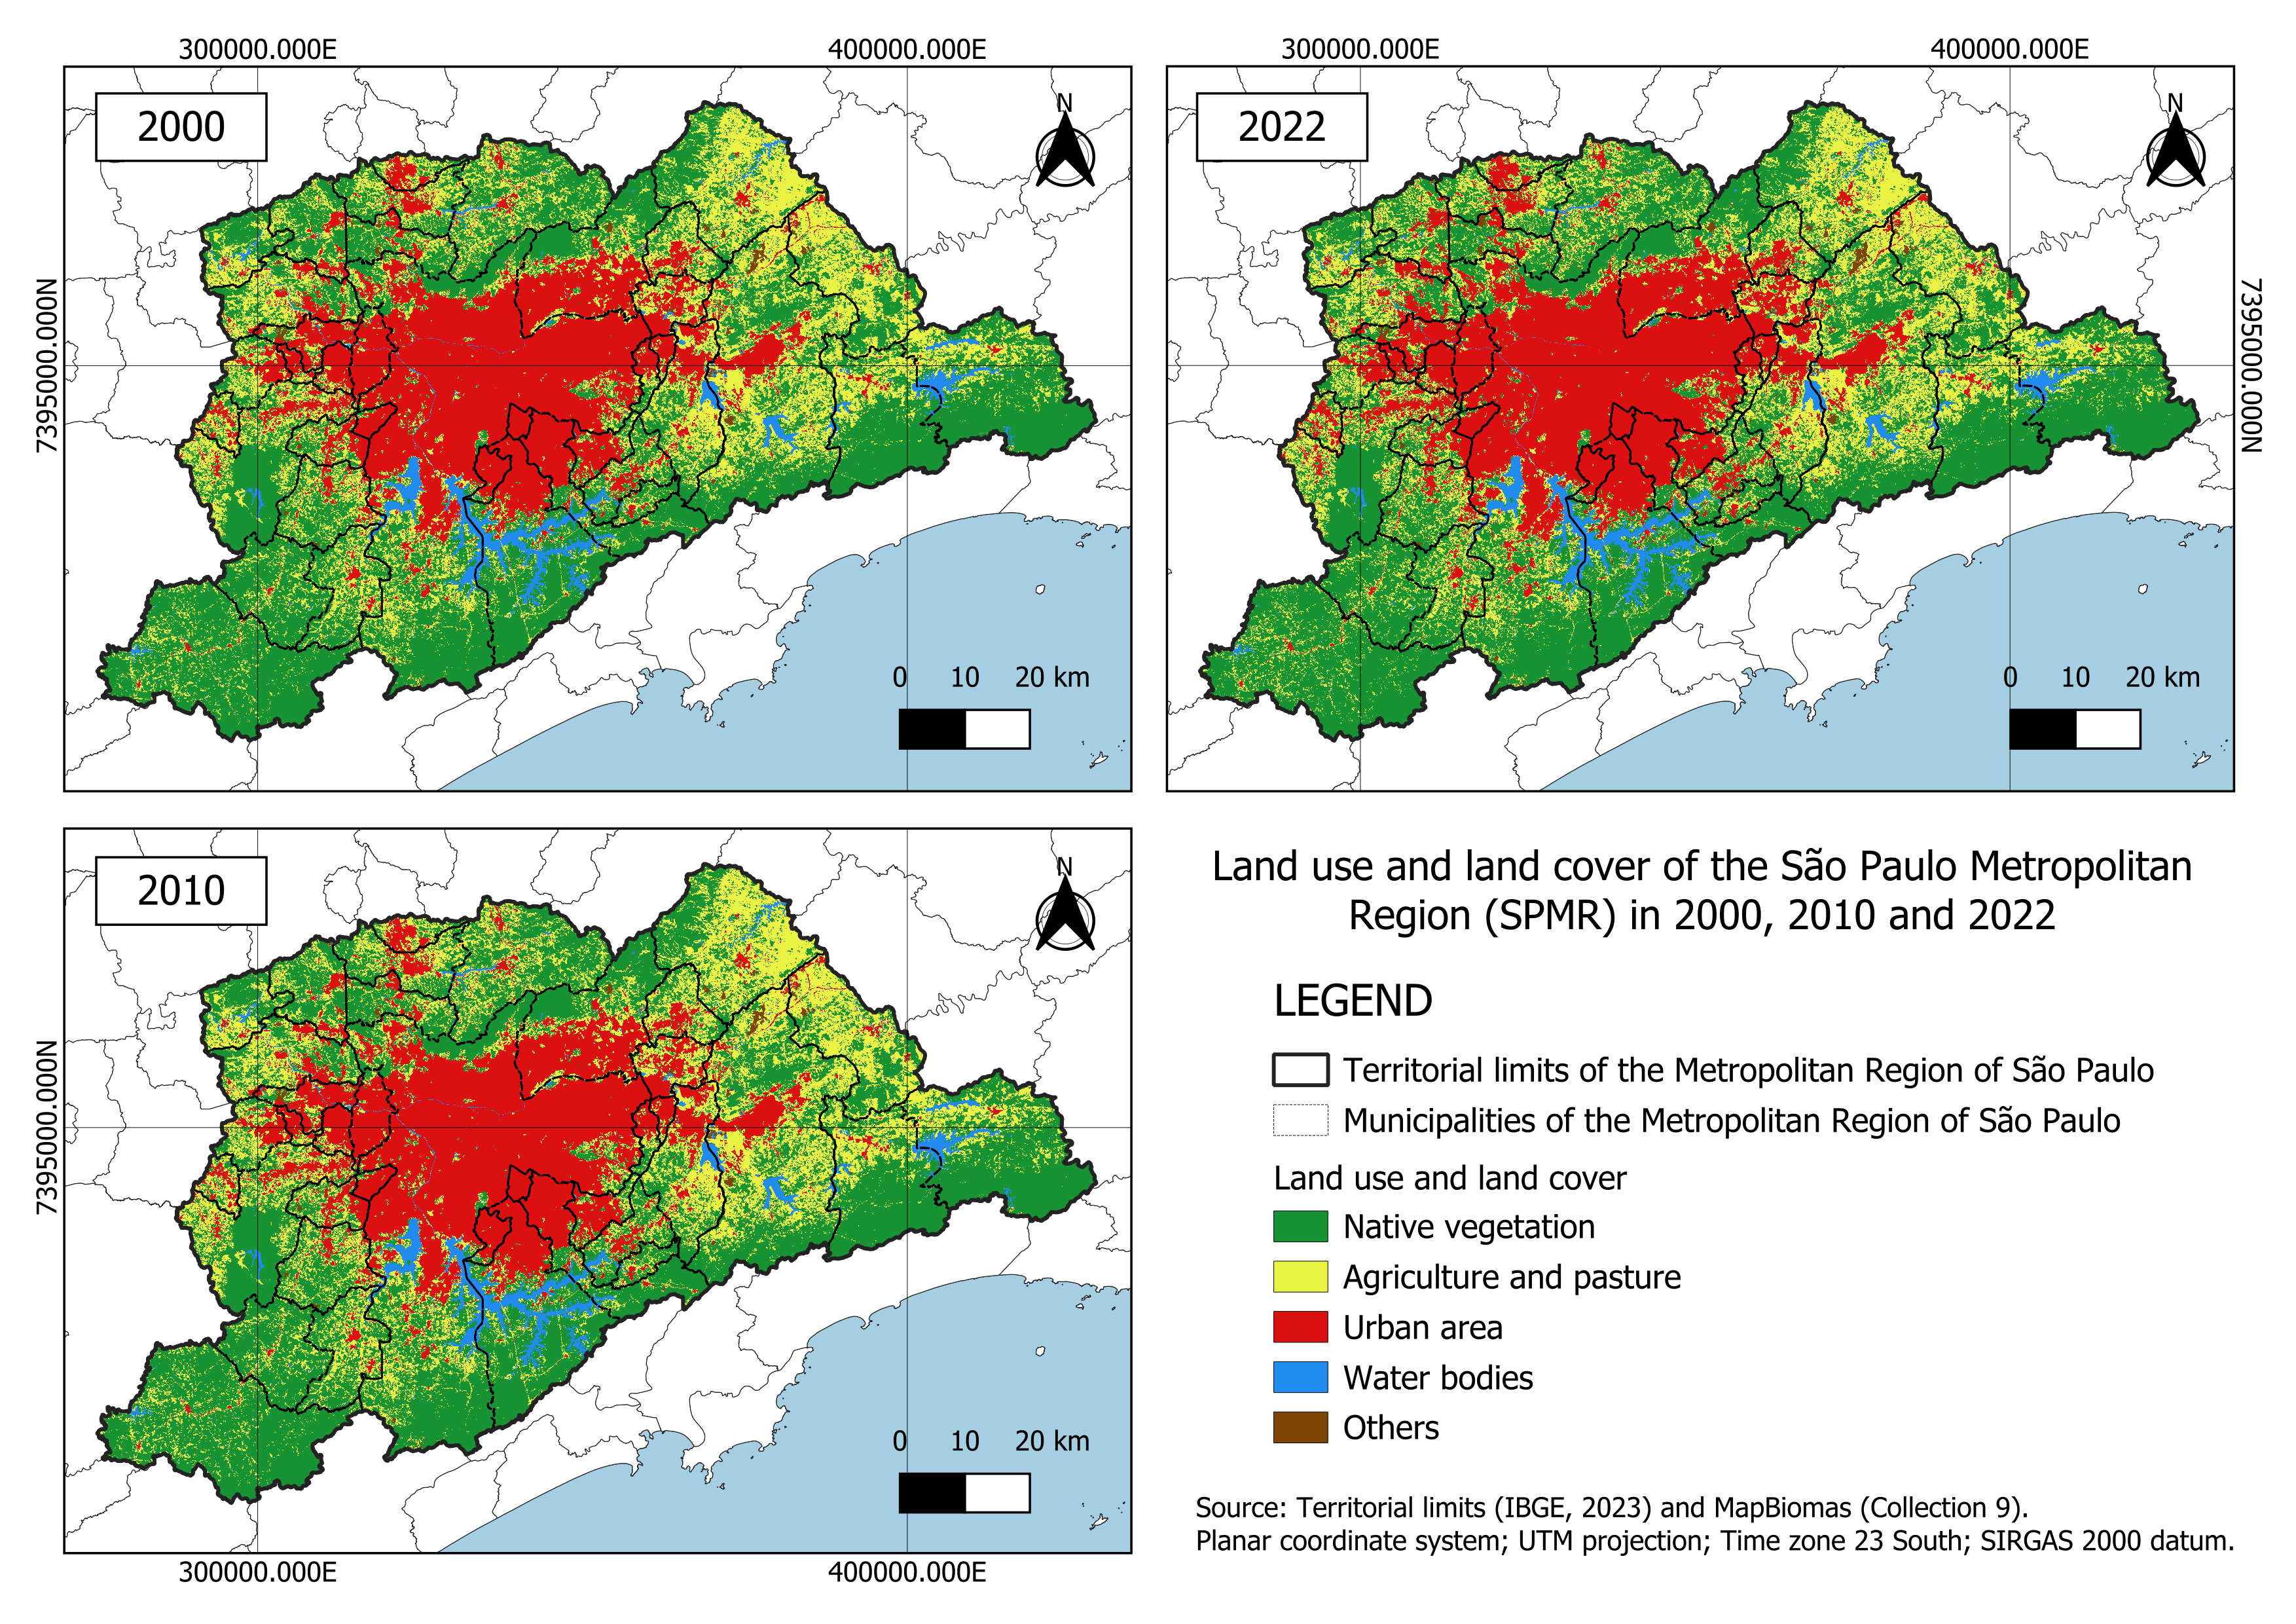 300000.000E 400000.000E
2000
N
7395000.000N
0 10 20 km
300000.000E 400000.000E
2022
N
7395000.000N
0 10 20 km
2010
N
7395000.000N
0 10 20 km
300000.000E 400000.000E
Land use and land cover of the São Paulo Metropolitan
Region (SPMR) in 2000, 2010 and 2022
LEGEND
Territorial limits of the Metropolitan Region of São Paulo
Municipalities of the Metropolitan Region of São Paulo
Land use and land cover
Native vegetation
Agriculture and pasture
Urban area
Water bodies
Others
Source: Territorial limits (IBGE, 2023) and MapBiomas (Collection 9).
Planar coordinate system; UTM projection; Time zone 23 South; SIRGAS 2000 datum.